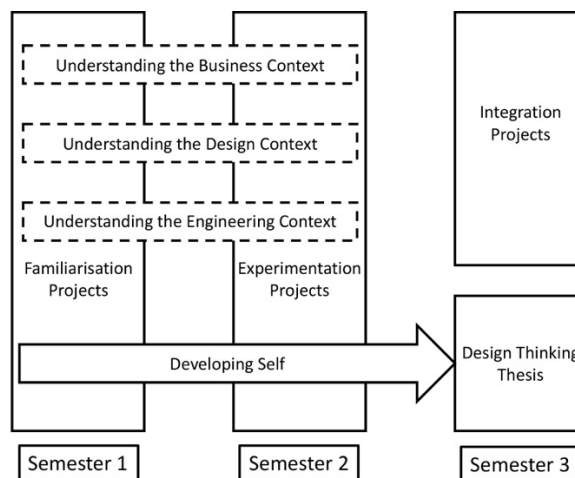 Understanding the Business Context
Understanding the Design Context
Understanding the Engineering Context
Familiarisation
Projects
Experimentation
Projects
Integration
Projects
Developing Self
Design Thinking
Thesis
Semester 1
Semester 2
Semester 3